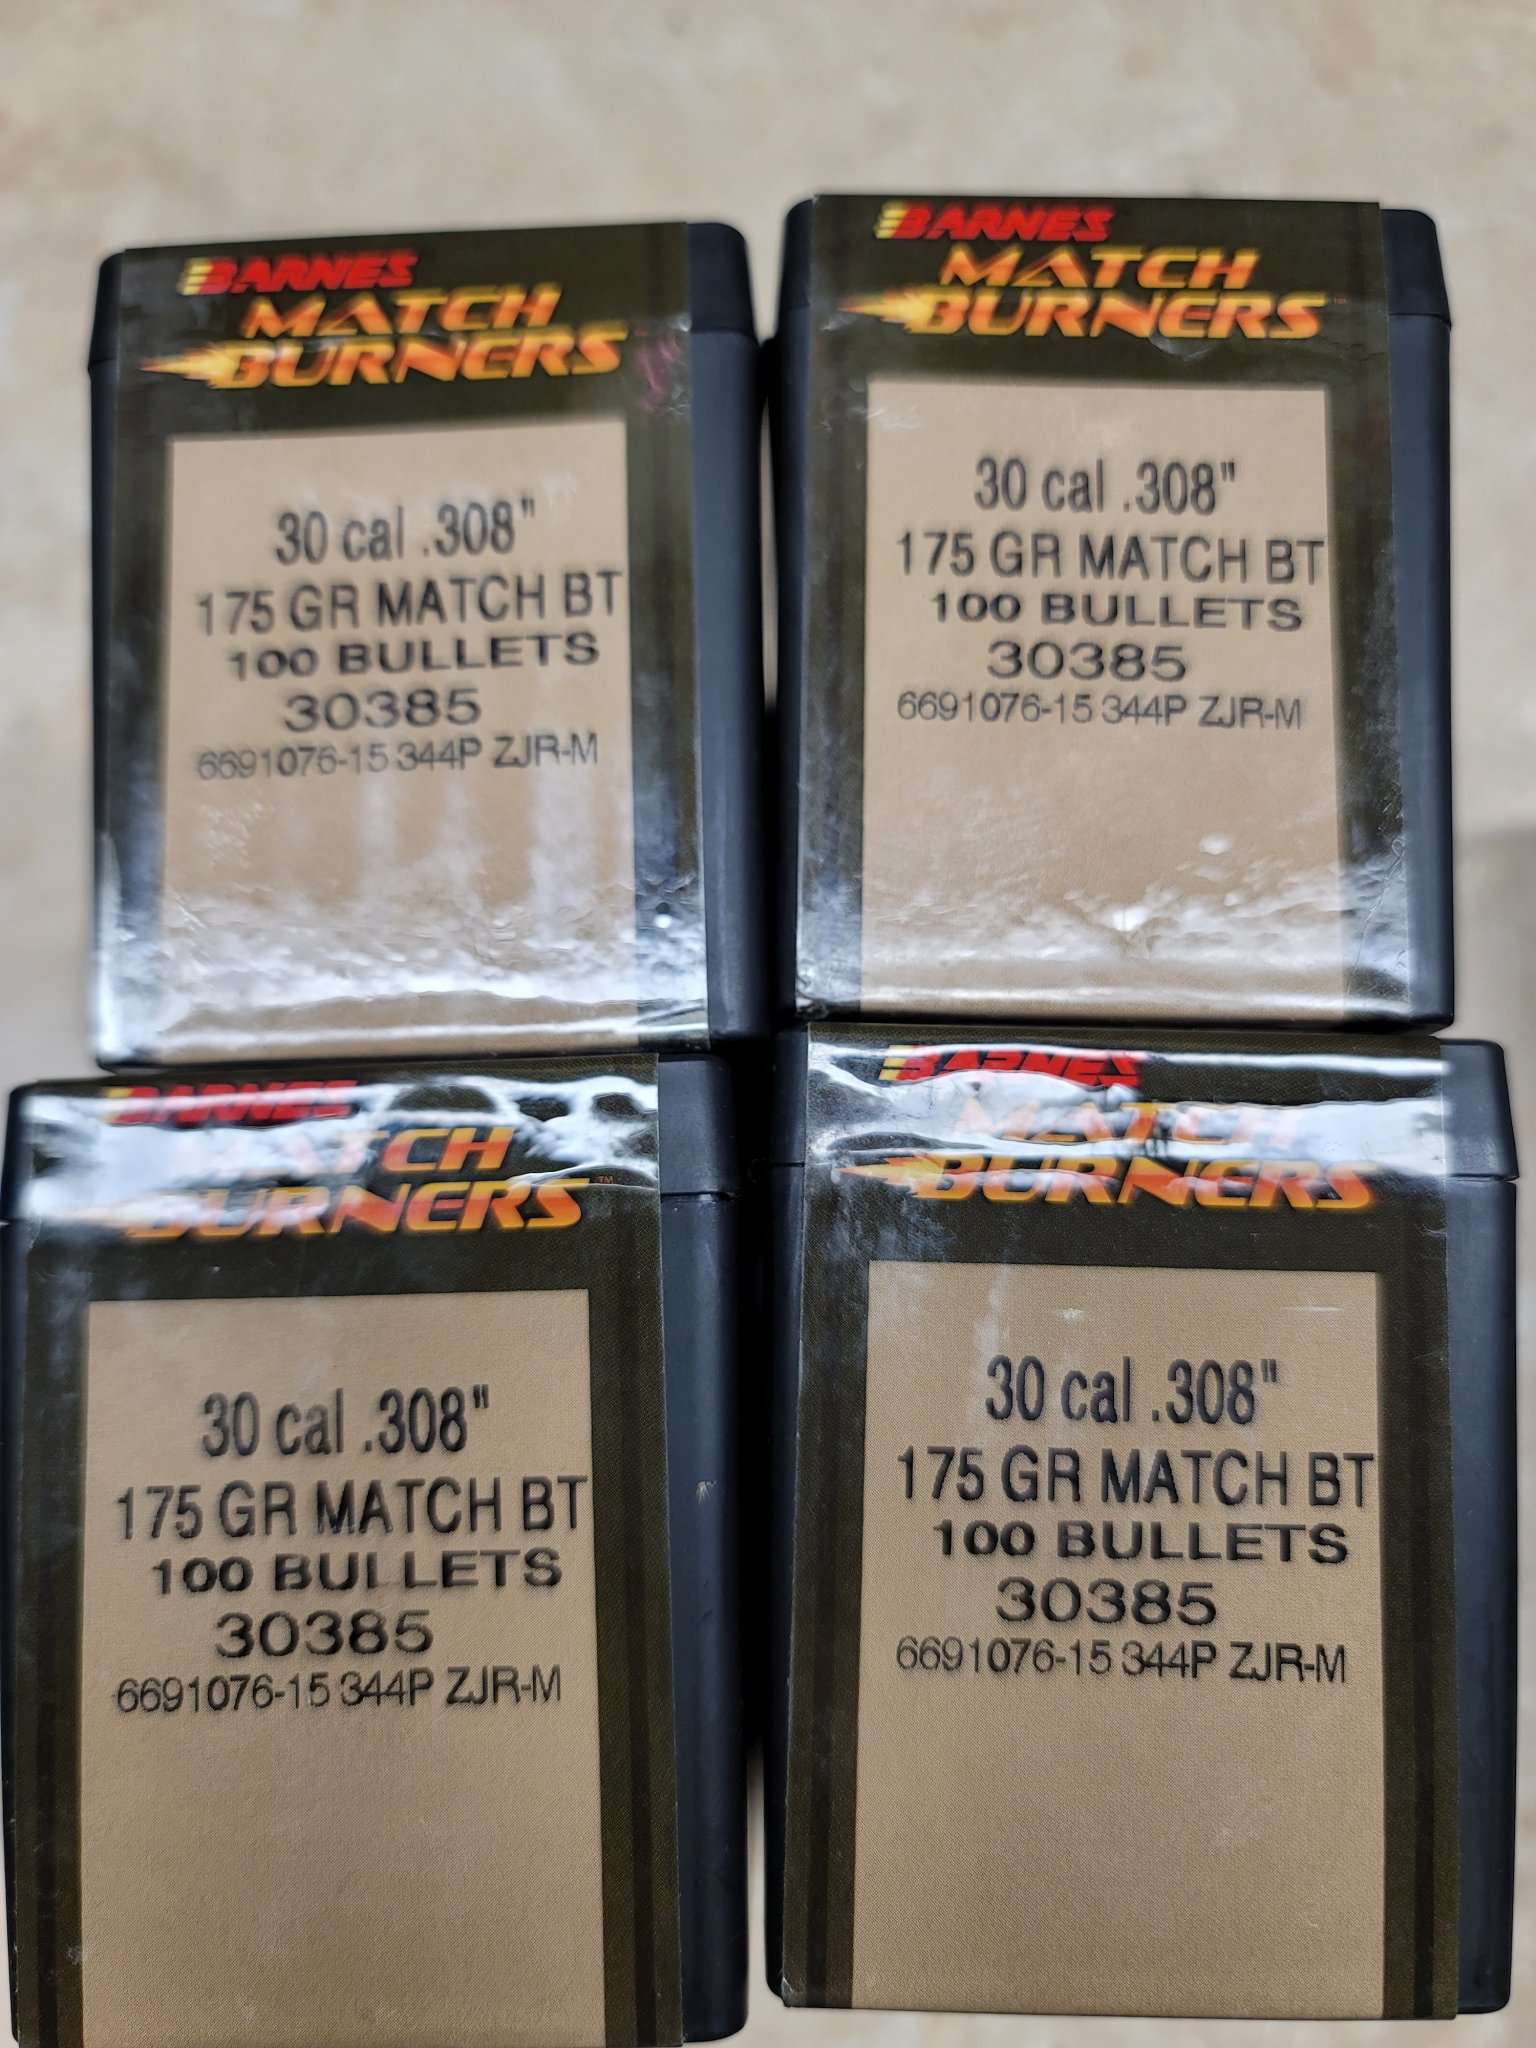 BARNES
MATCH
BURNERS
30 cal .308"
175 GR MATCH BT
100 BULLETS
30385
6691076-15 344P ZJR-M
BARNES
MATCH
BURNERS™
30 cal .308"
175 GR MATCH BT
100 BULLETS
30385
6691076-15 344P ZJR-M
BARNES
MATCH
BURNERS™
30 cal .308"
175 GR MATCH BT
100 BULLETS
30385
6691076-15 344P ZJR-M
BARNES
MATCH
BURNERS
30 cal .308"
175 GR MATCH BT
100 BULLETS
30385
6691076-15 344P ZJR-M